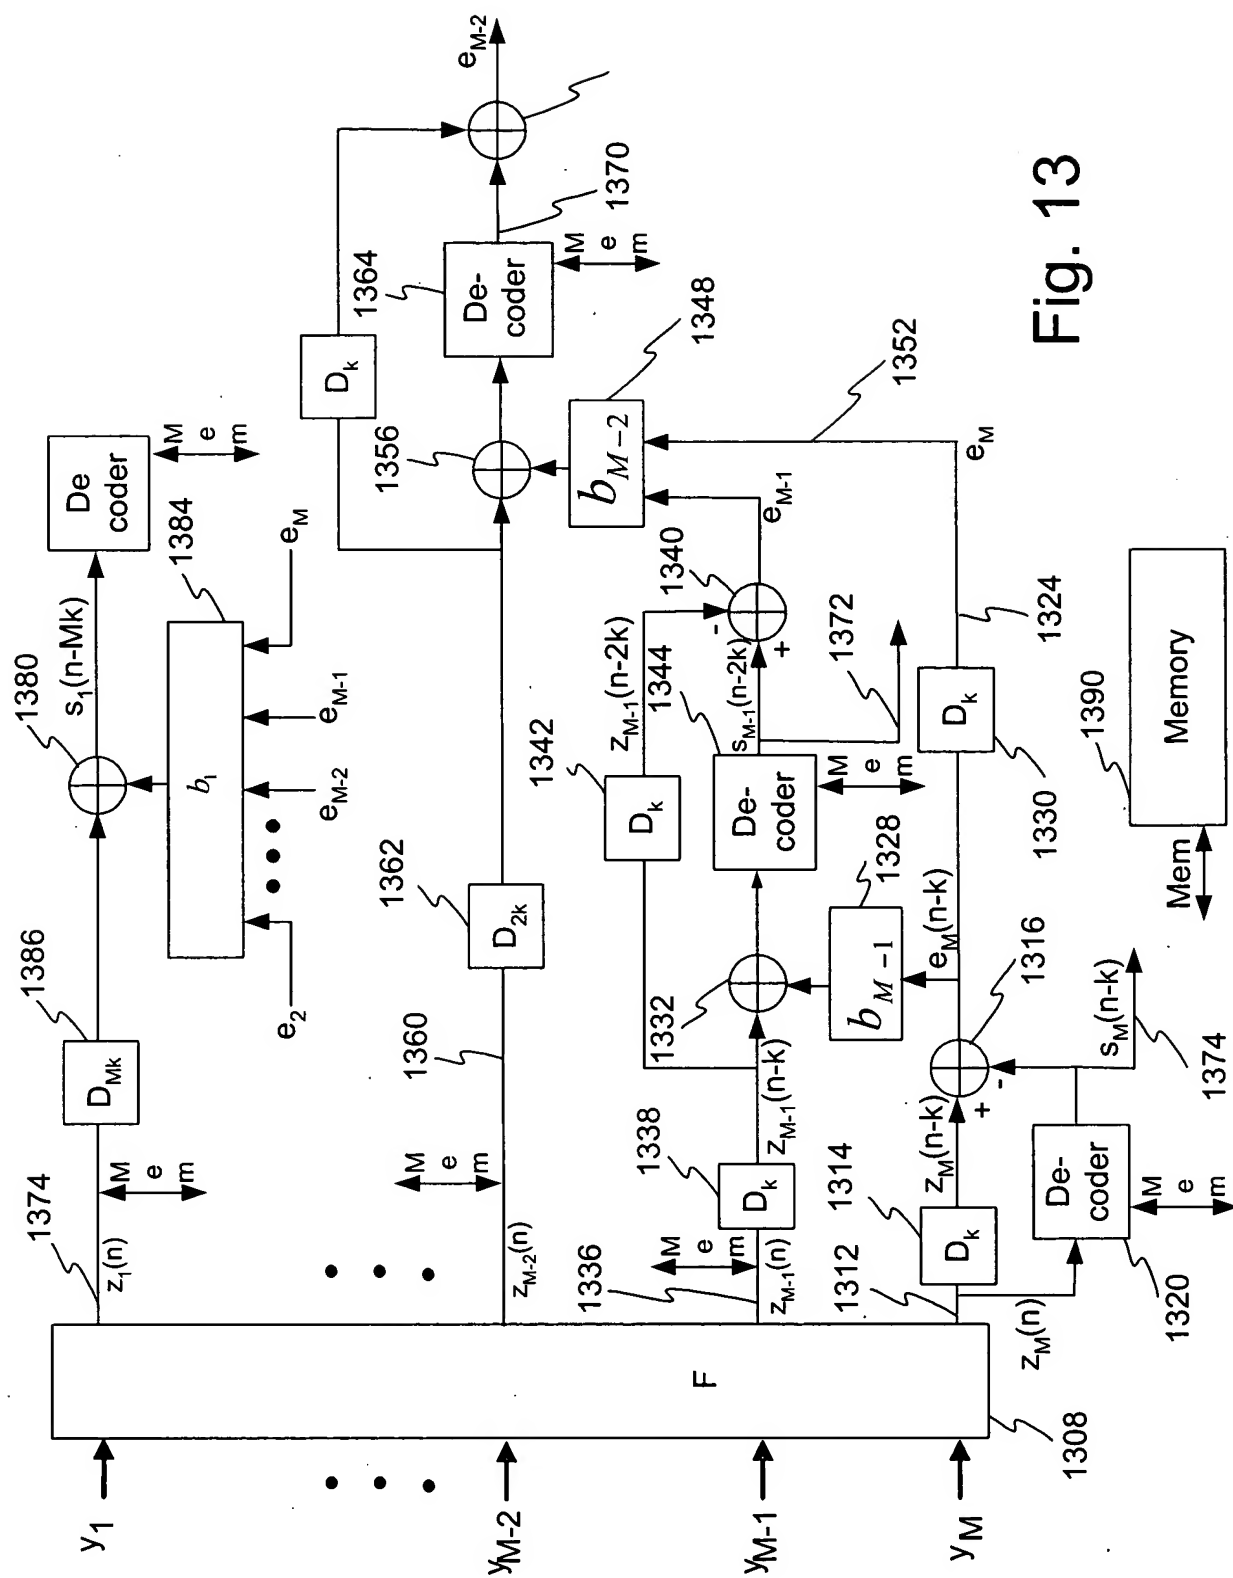 y1
yM-2
yM-1
yM
F
1308
1374
z1(n)
M e m
DMk
1386
e2
b1
eM-2
eM-1
eM
1384
1380
s1(n-Mk)
De
coder
M e m
zM-2(n)
M e m
1360
D2k
1362
1356
Dk
De-
coder
1364
M e m
1370
eM-2
bM-2
1348
1352
1336
zM-1(n)
M e m
Dk
1338
zM-1(n-k)
1332
Dk
1342
zM-1(n-2k)
De-
coder
1344
M e m
sM-1(n-2k)
-
+
1340
1372
eM-1
bM-1
1328
1312
zM(n)
Dk
1314
zM(n-k)
+
-
1316
eM(n-k)
Dk
1330
1324
eM
De-
coder
1320
M e m
sM(n-k)
1374
Mem
Memory
1390
Fig. 13